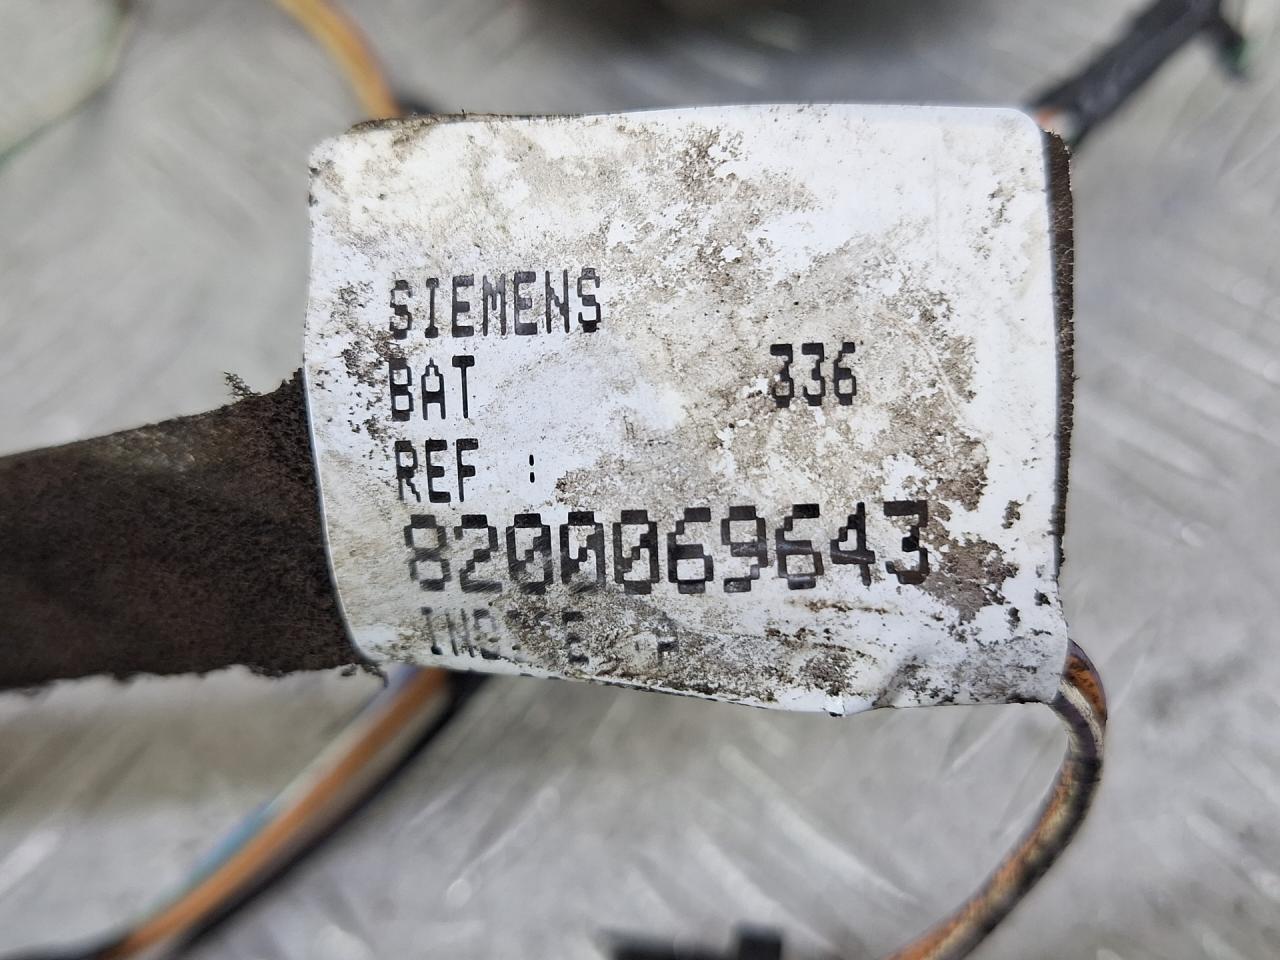 SIEMENS
BAT 336
REF :
8200069643